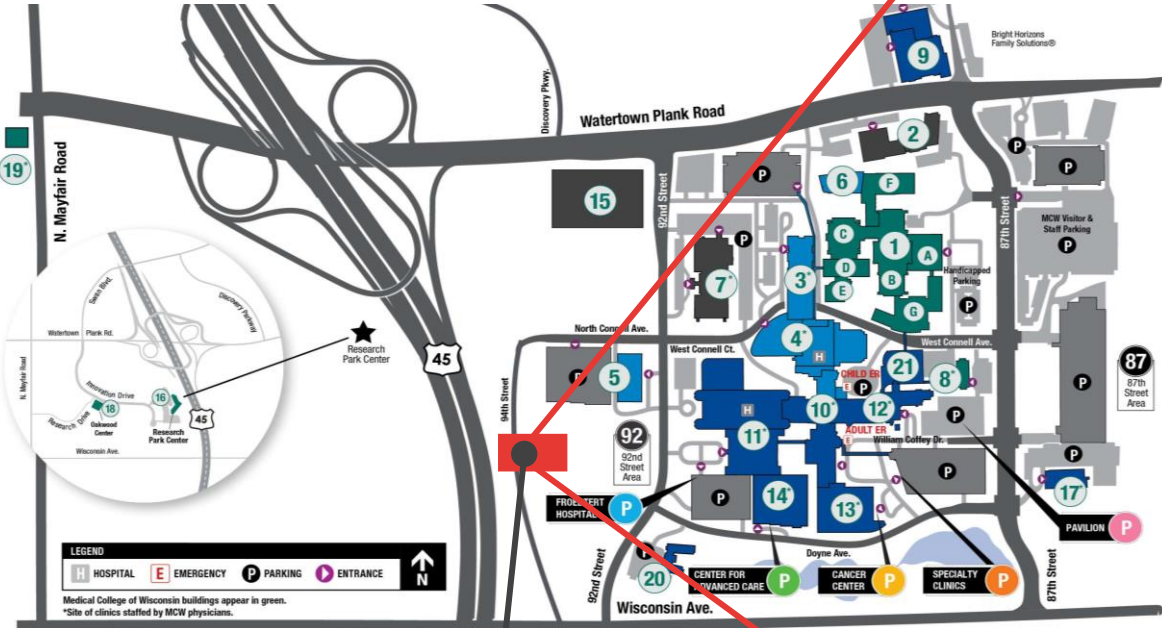 9
Bright Horizons
Family Solutions®
Discovery Pkwy.
Watertown Plank Road
2
P
19*
N. Mayfair Road
P
P
6
F
15
92nd Street
87th Street
MCW Visitor &
Staff Parking
P
C
1
A
P
7*
3*
D
B
Handicapped
Parking
E
P
G
Swan Blvd.
Discovery Parkway
Watertown Plank Rd.
N. Mayfair Road
Research
Park Center
45
North Connell Ave.
4*
H
West Connell Ave.
West Connell Ct.
21
P
5
CHILD ER
E
P
8*
P
87
87th
Street
Area
Innovation Drive
16
18
Research Drive
Oakwood
Center
Research
Park Center
45
Wisconsin Ave.
94th Street
H
10*
12*
P
92
92nd
Street
Area
11*
ADULT ER
E
William Coffey Dr.
P
P
P
14*
13*
17*
FROEDTERT
HOSPITAL
P
PAVILION
P
Doyne Ave.
LEGEND
H HOSPITAL
E EMERGENCY
P PARKING
ENTRANCE
N
P
20
92nd Street
CENTER FOR
ADVANCED CARE
P
CANCER
CENTER
P
SPECIALTY
CLINICS
P
87th Street
Medical College of Wisconsin buildings appear in green.
*Site of clinics staffed by MCW physicians.
Wisconsin Ave.